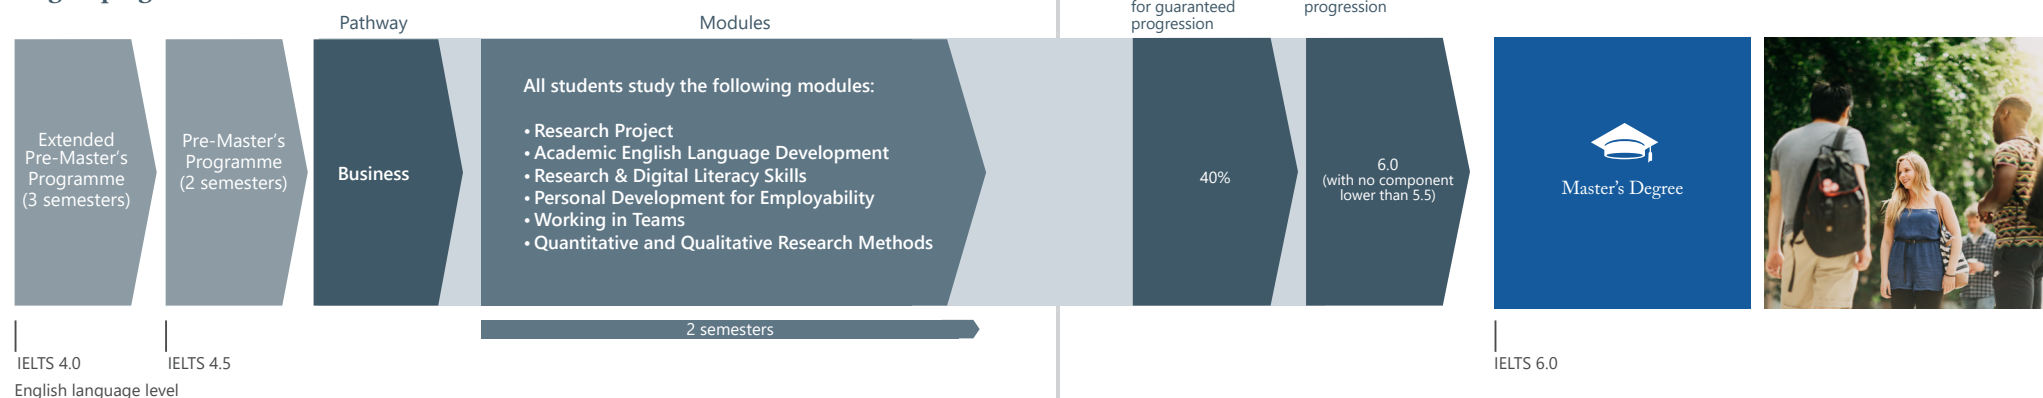 Pathway
Modules
for guaranteed
progression
progression
Extended
Pre-Master's
Programme
(3 semesters)
Pre-Master's
Programme
(2 semesters)
Business
All students study the following modules:
• Research Project
• Academic English Language Development
• Research & Digital Literacy Skills
• Personal Development for Employability
• Working in Teams
• Quantitative and Qualitative Research Methods
40%
6.0
(with no component
lower than 5.5)
Master's Degree
2 semesters
IELTS 4.0
IELTS 4.5
IELTS 6.0
English language level